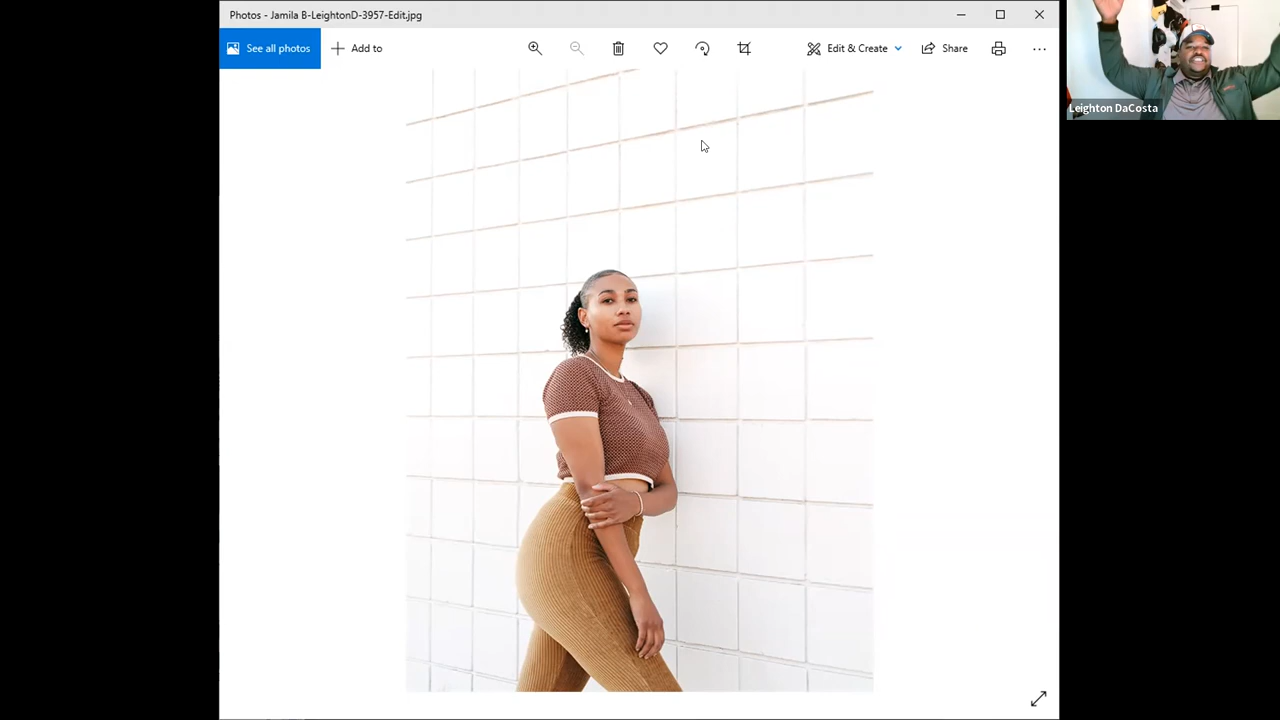 Photos - Jamila B-LeightonD-3957-Edit.jpg
See all photos
Add to
Edit & Create
Share
Leighton DaCosta